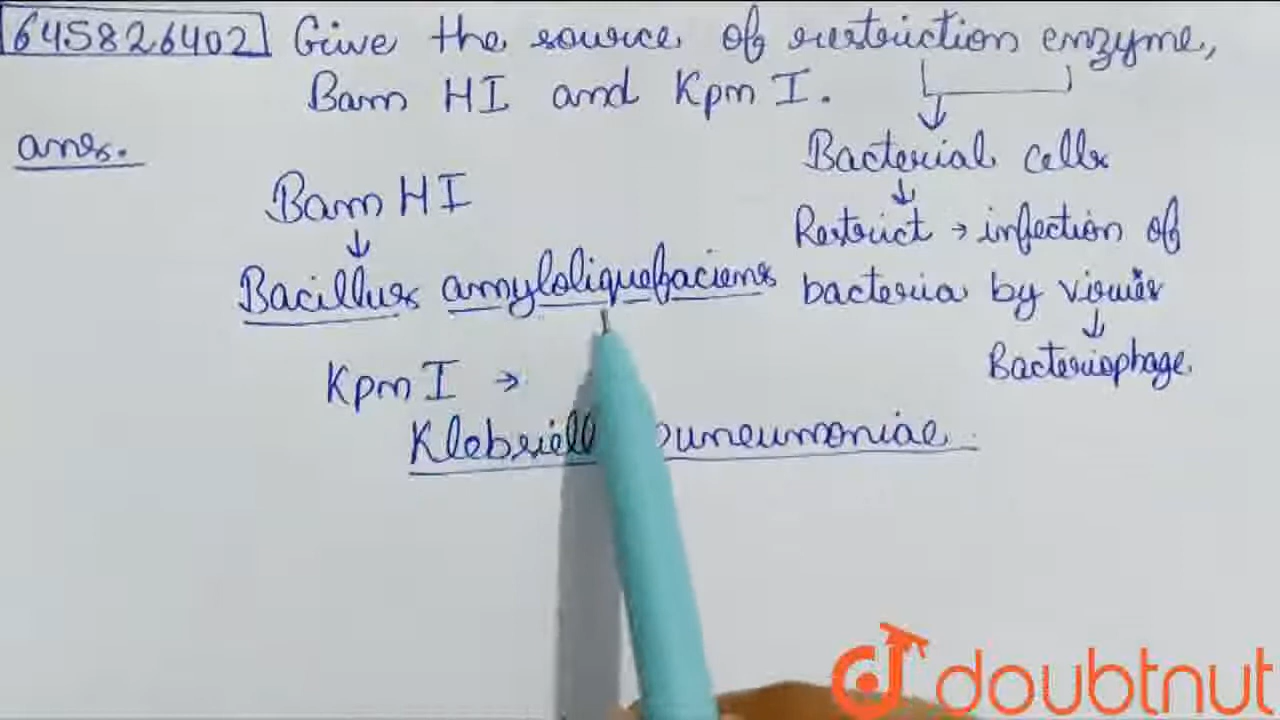 645826402 Give the source of restriction enzyme,
Bam HI and Kpn I.
ans.
Bacterial cells
Bam HI
Restrict → infection of
Bacillus amyloliquefaciens
bacteria by virus
Bacteriophage.
Kpn I →
pneumoniae.
doubtnut